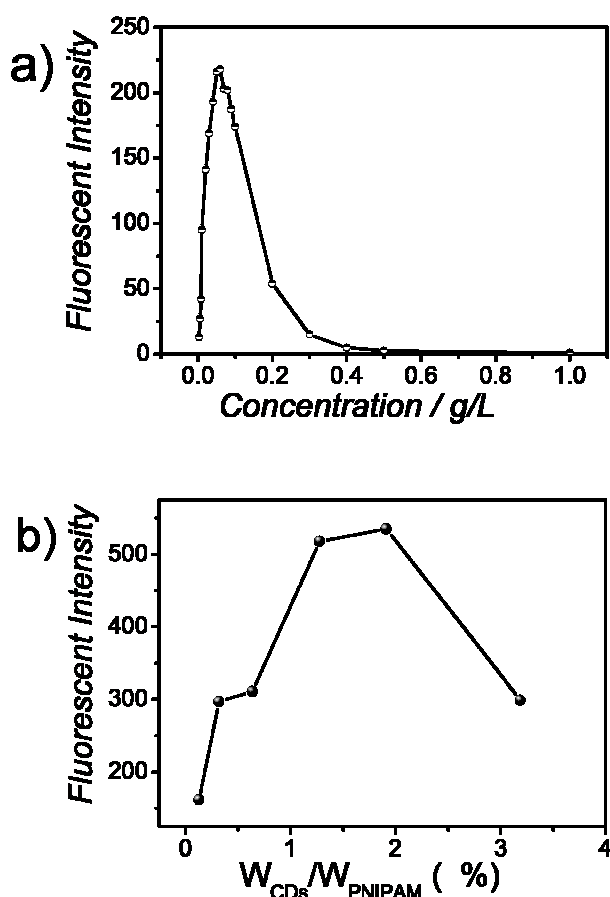 a)
Fluorescent Intensity
250
200
150
100
50
0
0.0 0.2 0.4 0.6 0.8 1.0
Concentration / g/L
b)
Fluorescent Intensity
500
400
300
200
0 1 2 3 4
W_CDs/W_PNIPAM ( %)